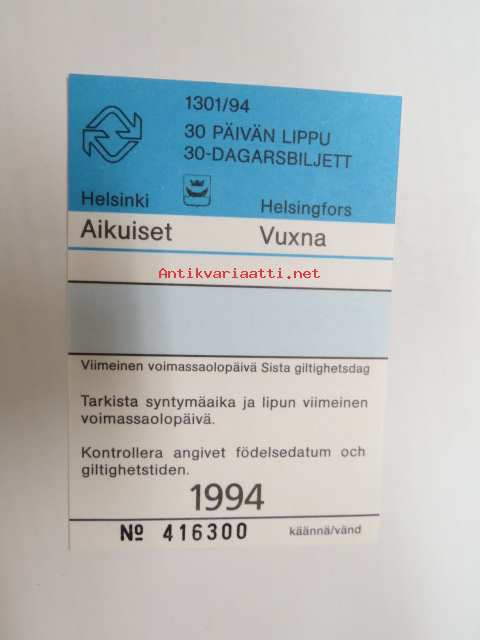 1301/94
30 PÄIVÄN LIPPU
30-DAGARSBILJETT
Helsinki Helsingfors
Aikuiset Vuxna
Antikvariaatti.net
Viimeinen voimassaolopäivä Sista giltighetsdag
Tarkista syntymäaika ja lipun viimeinen
voimassaolopäivä.
Kontrollera angivet födelsedatum och
giltighetstiden.
1994
Nº 416300 käännä/vänd